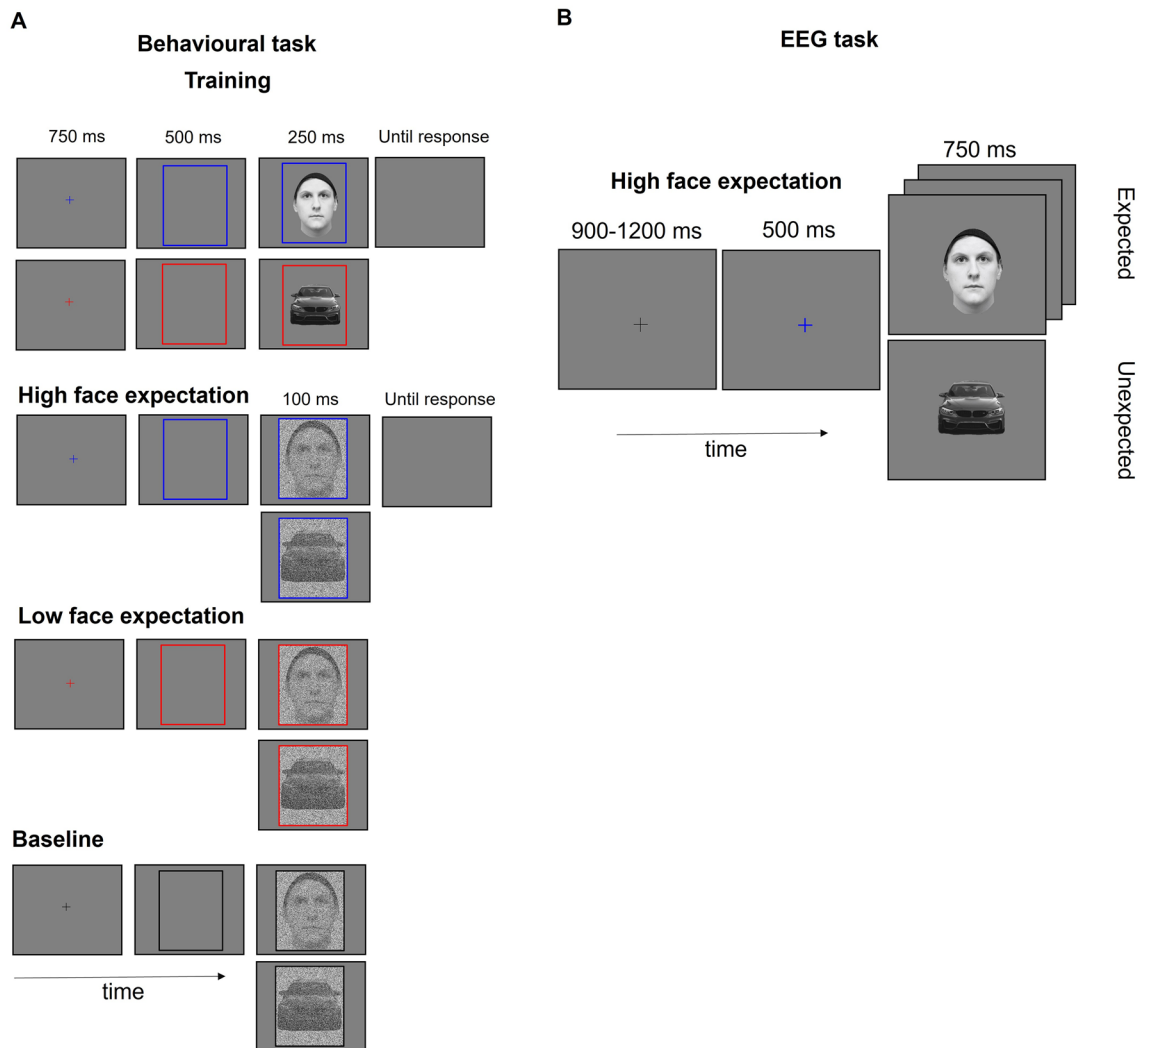 A
Behavioural task
Training
750 ms 500 ms 250 ms Until response
High face expectation
100 ms Until response
Low face expectation
Baseline
time
B
EEG task
750 ms
High face expectation
900-1200 ms 500 ms
Expected
Unexpected
time